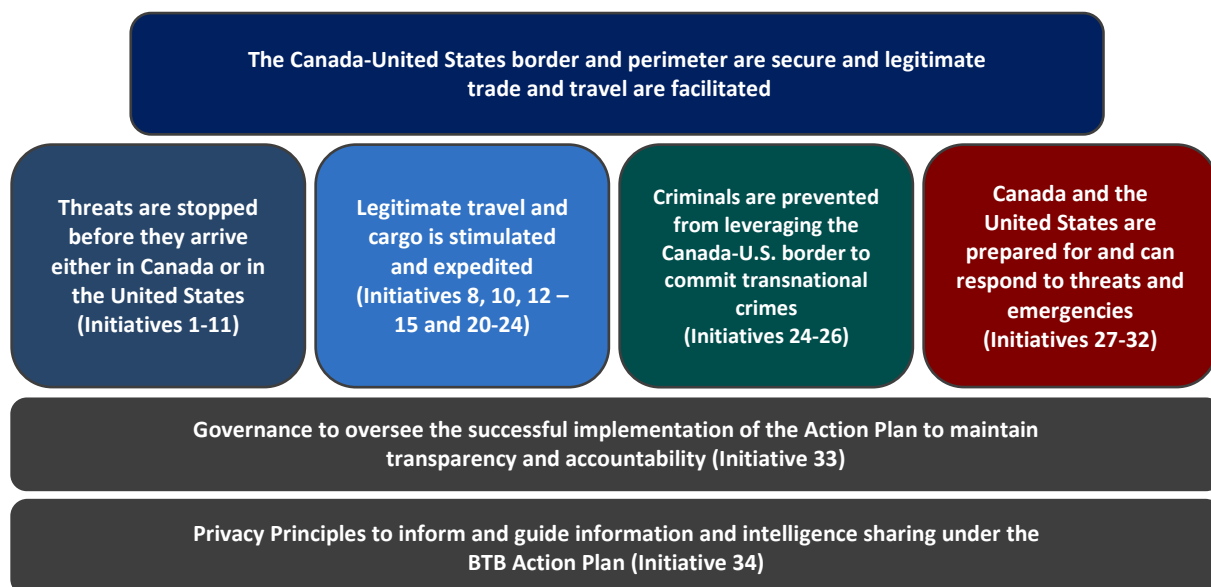 The Canada-United States border and perimeter are secure and legitimate
trade and travel are facilitated
Threats are stopped
before they arrive
either in Canada or in
the United States
(Initiatives 1-11)
Legitimate travel and
cargo is stimulated
and expedited
(Initiatives 8, 10, 12 –
15 and 20-24)
Criminals are prevented
from leveraging the
Canada-U.S. border to
commit transnational
crimes
(Initiatives 24-26)
Canada and the
United States are
prepared for and can
respond to threats and
emergencies
(Initiatives 27-32)
Governance to oversee the successful implementation of the Action Plan to maintain
transparency and accountability (Initiative 33)
Privacy Principles to inform and guide information and intelligence sharing under the
BTB Action Plan (Initiative 34)